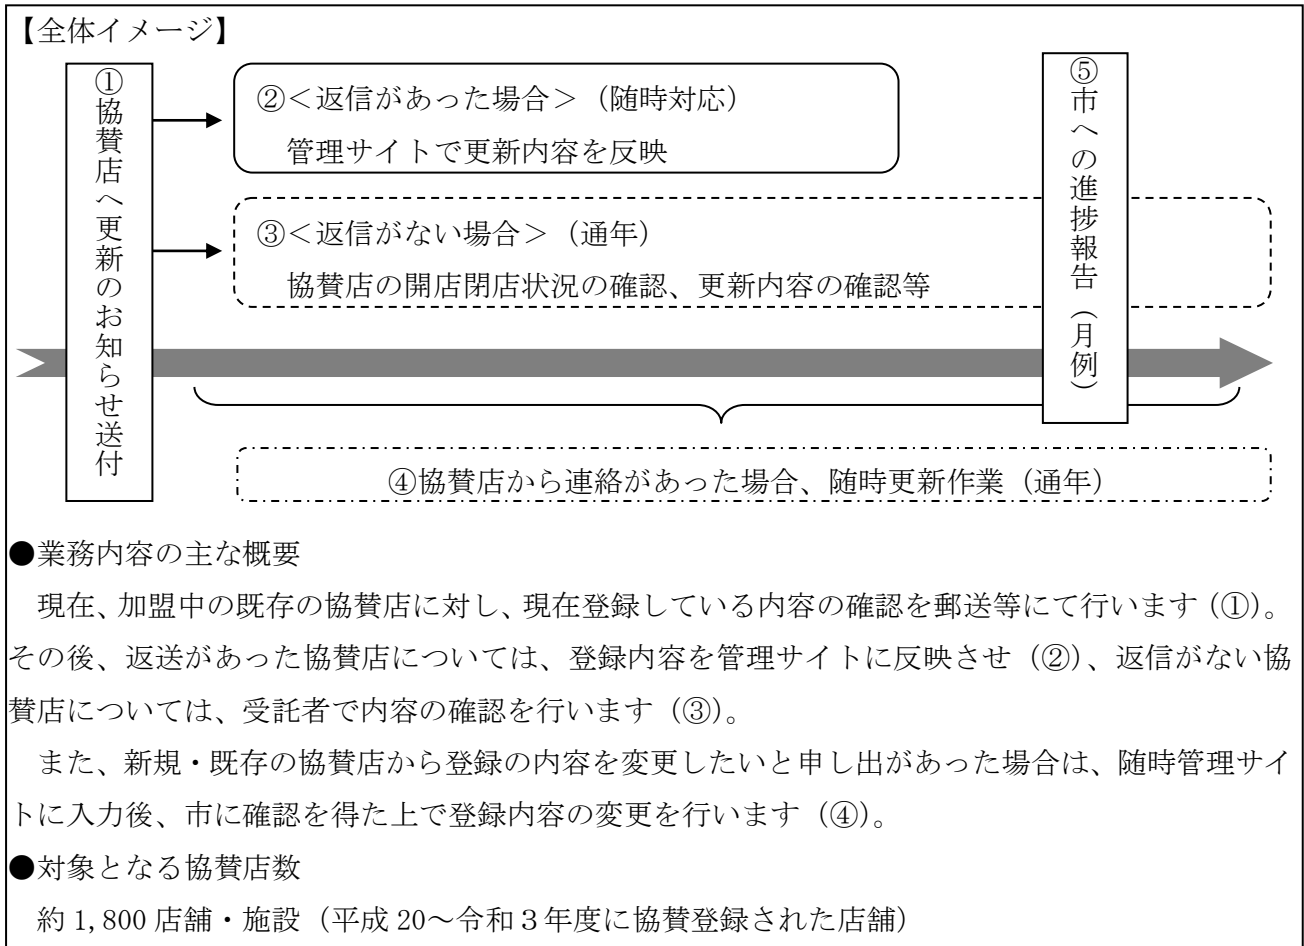 【全体イメージ】
①協賛店へ更新のお知らせ送付
②＜返信があった場合＞（随時対応）
管理サイトで更新内容を反映
③＜返信がない場合＞（通年）
協賛店の開店閉店状況の確認、更新内容の確認等
⑤市への進捗報告（月例）
④協賛店から連絡があった場合、随時更新作業（通年）
●業務内容の主な概要
現在、加盟中の既存の協賛店に対し、現在登録している内容の確認を郵送等にて行います（①）。
その後、返送があった協賛店については、登録内容を管理サイトに反映させ（②）、返信がない協
賛店については、受託者で内容の確認を行います（③）。
また、新規・既存の協賛店から登録の内容を変更したいと申し出があった場合は、随時管理サイ
トに入力後、市に確認を得た上で登録内容の変更を行います（④）。
●対象となる協賛店数
約 1,800 店舗・施設（平成 20～令和３年度に協賛登録された店舗）